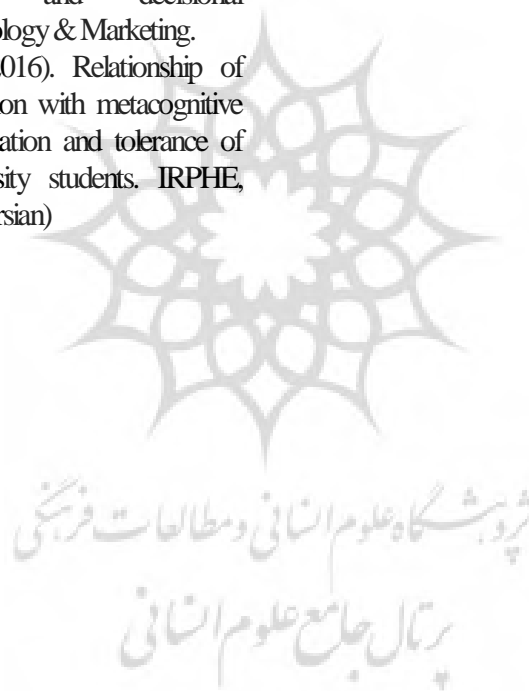 and decisional
ology & Marketing.
016). Relationship of
on with metacognitive
ation and tolerance of
sity students. IRPHE,
rsian)
پژوهشگاه علوم انسانی و مطالعات فرهنگی
پرتال جامع علوم انسانی